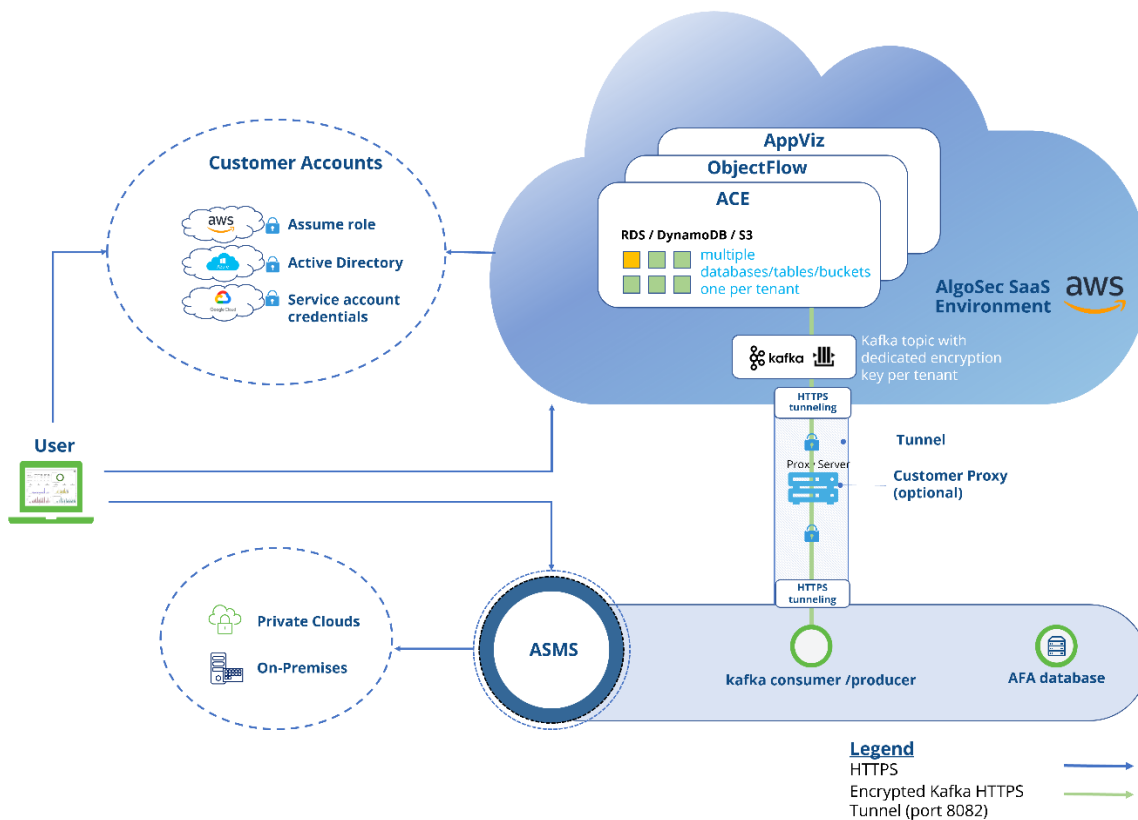 AppViz
ObjectFlow
ACE
RDS / DynamoDB / S3
multiple
databases/tables/buckets
one per tenant
AlgoSec SaaS
Environment
aws
kafka
Kafka topic with
dedicated encryption
key per tenant
HTTPS
tunneling
Tunnel
Proxy Server
Customer Proxy
(optional)
HTTPS
tunneling
Customer Accounts
aws
Assume role
Active Directory
Google Cloud
Service account
credentials
User
Private Clouds
On-Premises
ASMS
kafka consumer /producer
AFA database
Legend
HTTPS
Encrypted Kafka HTTPS
Tunnel (port 8082)